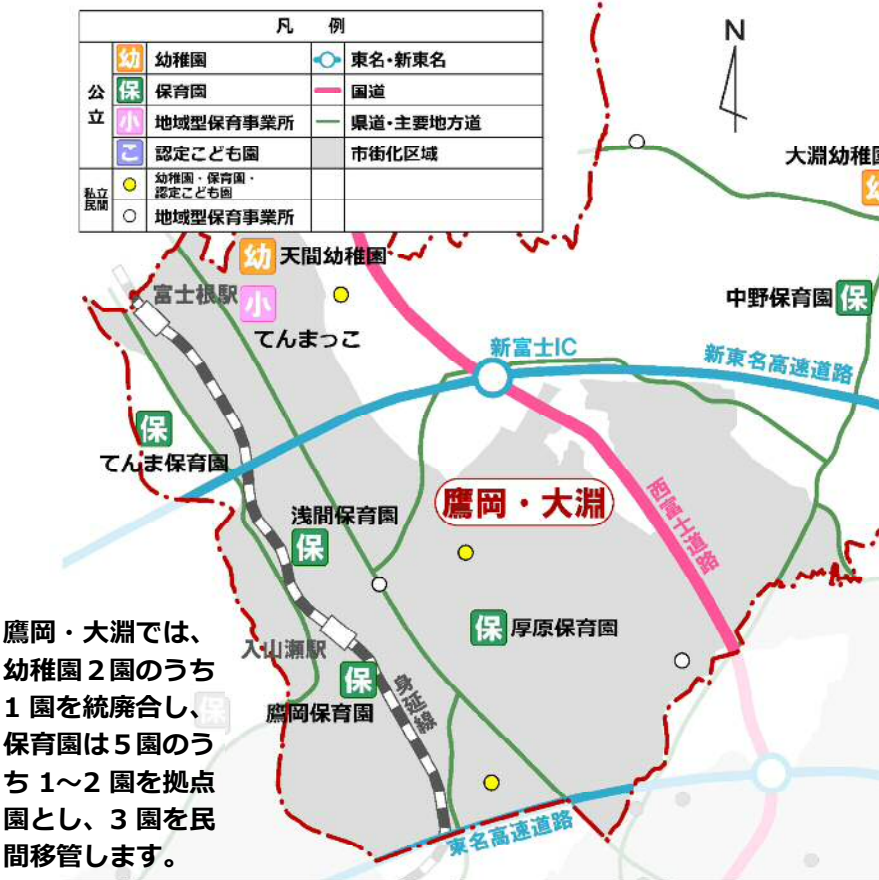 凡 例
公立
幼 幼稚園
東名・新東名
保 保育園
国道
小 地域型保育事業所
県道・主要地方道
こ 認定こども園
市街化区域
私立民間
幼稚園・保育園・
認定こども園
地域型保育事業所
N
大淵幼稚園
幼
幼 天間幼稚園
富士根駅
小
てんまっこ
中野保育園 保
新富士IC
新東名高速道路
保
てんま保育園
鷹岡・大淵
西富士道路
浅間保育園
保
保 厚原保育園
入山瀬駅
保
鷹岡保育園
身延線
保
東名高速道路
鷹岡・大淵では、
幼稚園2園のうち
1 園を統廃合し、
保育園は5園のう
ち 1~2 園を拠点
園とし、3 園を民
間移管します。